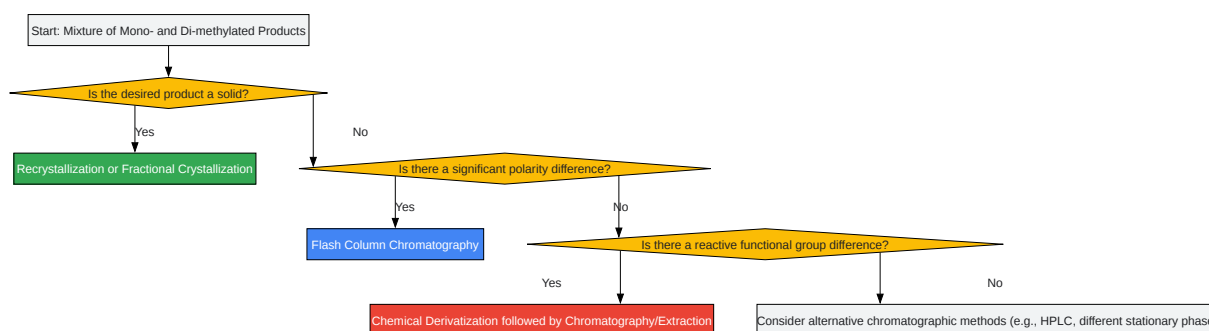 Start: Mixture of Mono- and Di-methylated Products
Is the desired product a solid?
Yes
No
Recrystallization or Fractional Crystallization
Is there a significant polarity difference?
Yes
No
Flash Column Chromatography
Is there a reactive functional group difference?
Yes
No
Chemical Derivatization followed by Chromatography/Extraction
Consider alternative chromatographic methods (e.g., HPLC, different stationary phase